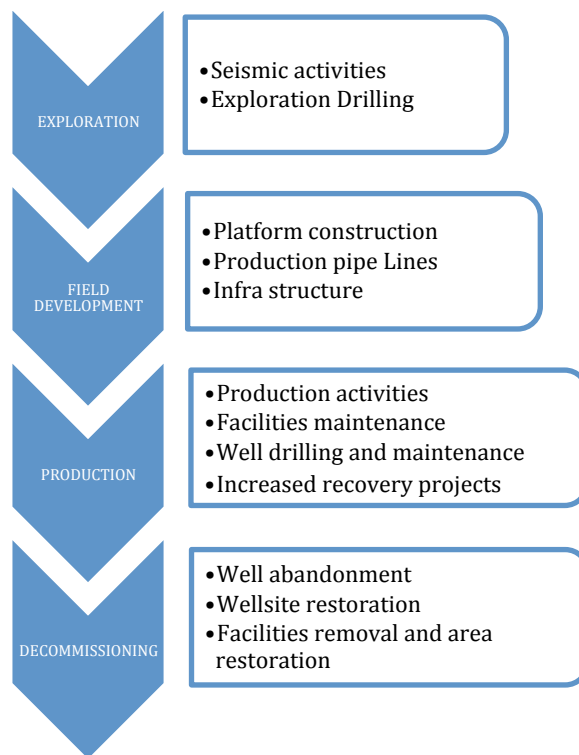 EXPLORATION
•Seismic activities
•Exploration Drilling
FIELD
DEVELOPMENT
•Platform construction
•Production pipe Lines
•Infra structure
PRODUCTION
•Production activities
•Facilities maintenance
•Well drilling and maintenance
•Increased recovery projects
DECOMMISSIONING
•Well abandonment
•Wellsite restoration
•Facilities removal and area
restoration